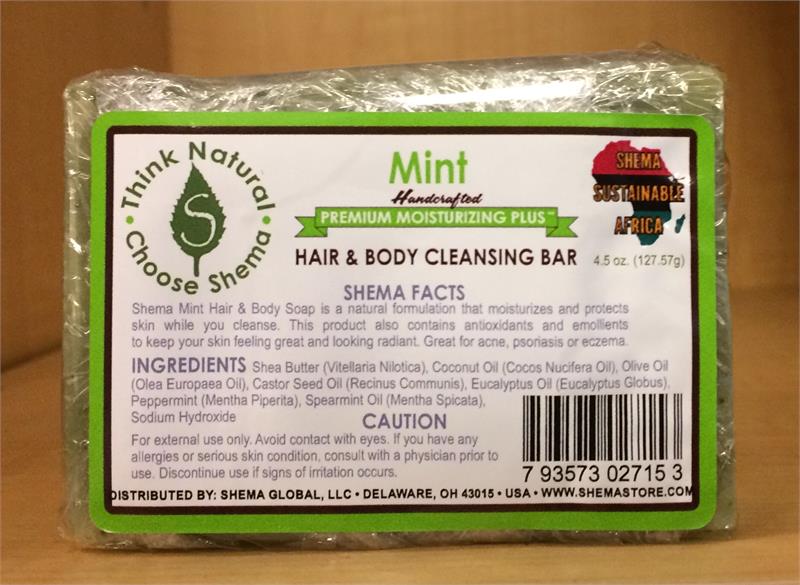 Think Natural
Choose Shema
S
Mint
Handcrafted
PREMIUM MOISTURIZING PLUS™
HAIR & BODY CLEANSING BAR
SHEMA
SUSTAINABLE
AFRICA
4.5 oz. (127.57g)
SHEMA FACTS
Shema Mint Hair & Body Soap is a natural formulation that moisturizes and protects
skin while you cleanse. This product also contains antioxidants and emollients
to keep your skin feeling great and looking radiant. Great for acne, psoriasis or eczema.
INGREDIENTS Shea Butter (Vitellaria Nilotica), Coconut Oil (Cocos Nucifera Oil), Olive Oil
(Olea Europaea Oil), Castor Seed Oil (Recinus Communis), Eucalyptus Oil (Eucalyptus Globus),
Peppermint (Mentha Piperita), Spearmint Oil (Mentha Spicata),
Sodium Hydroxide
CAUTION
For external use only. Avoid contact with eyes. If you have any
allergies or serious skin condition, consult with a physician prior to
use. Discontinue use if signs of irritation occurs.
7 93573 02715 3
DISTRIBUTED BY: SHEMA GLOBAL, LLC • DELAWARE, OH 43015 • USA • WWW.SHEMASTORE.COM